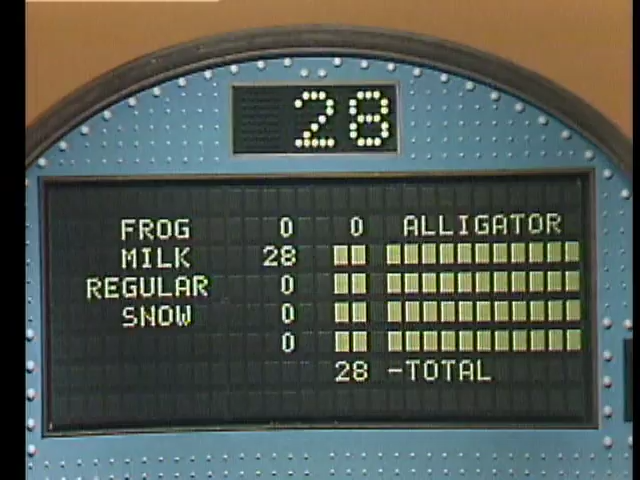 28
FROG 0 0 ALLIGATOR
MILK 28
REGULAR 0
SNOW 0
0
28 -TOTAL